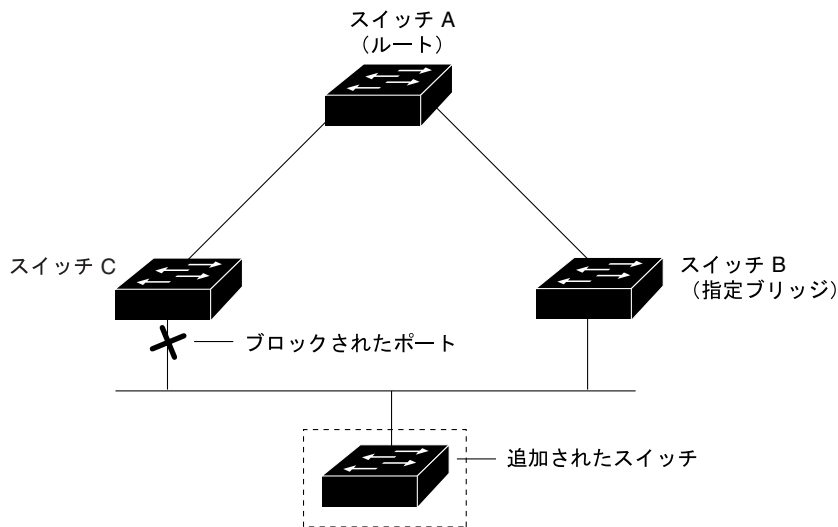 スイッチ A
（ルート）
スイッチ C
スイッチ B
（指定ブリッジ）
ブロックされたポート
追加されたスイッチ